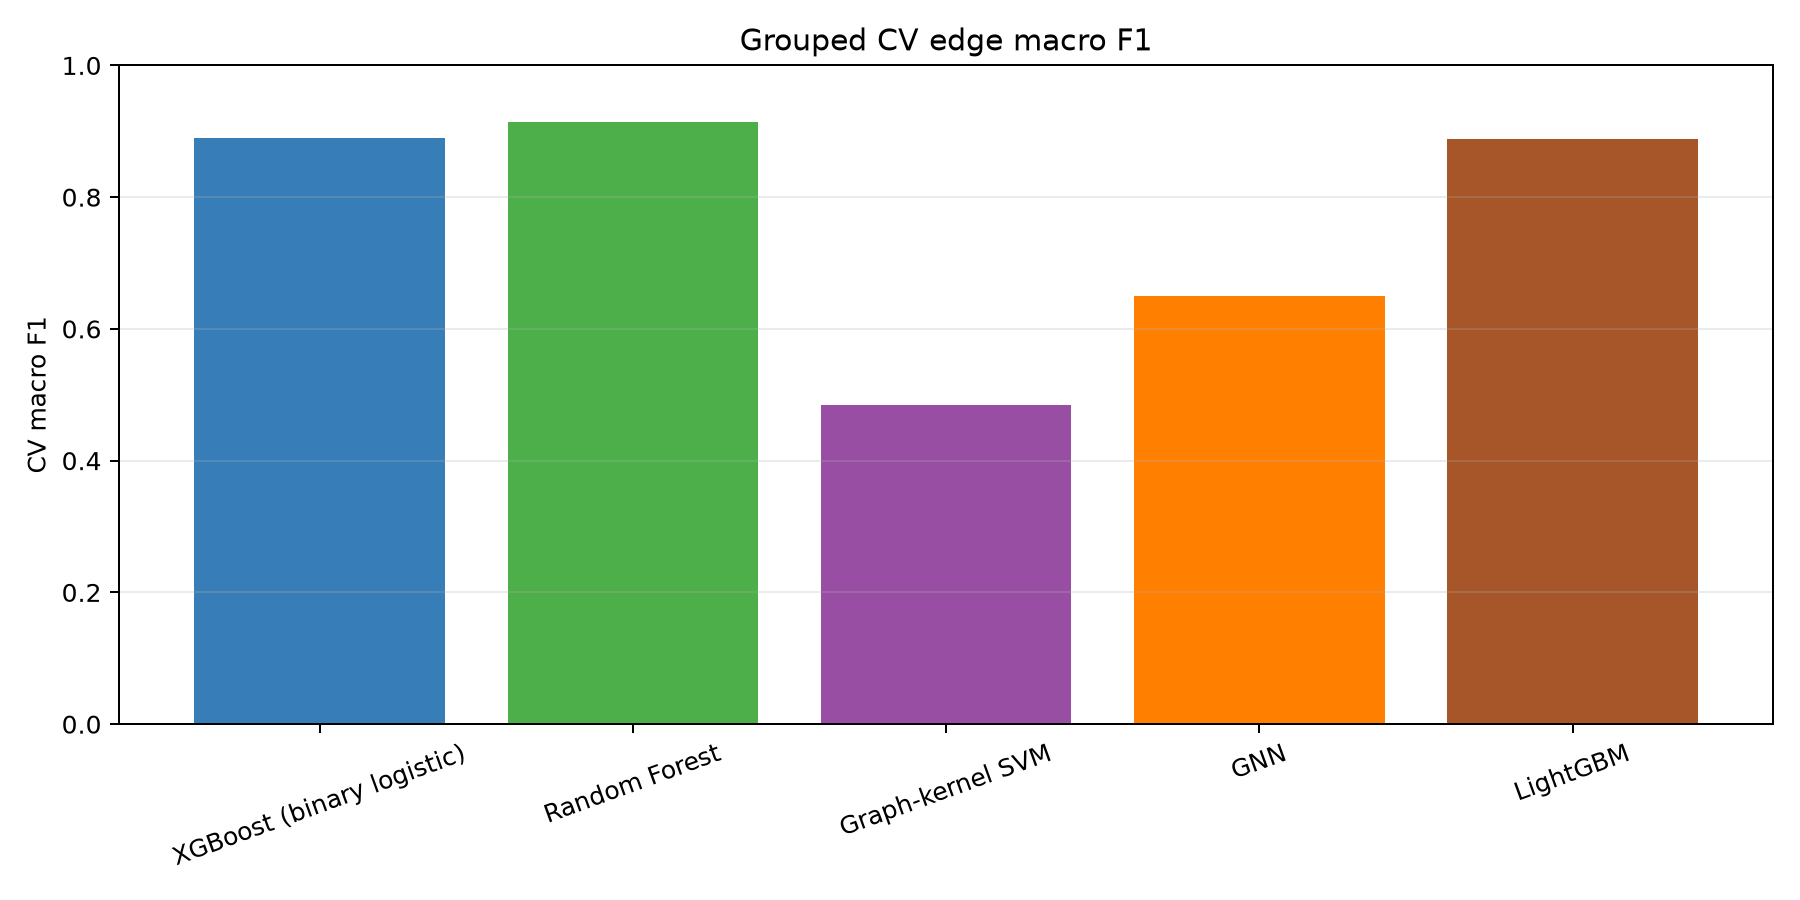 Grouped CV edge macro F1
CV macro F1
1.0
0.8
0.6
0.4
0.2
0.0
XGBoost (binary logistic)
Random Forest
Graph-kernel SVM
GNN
LightGBM